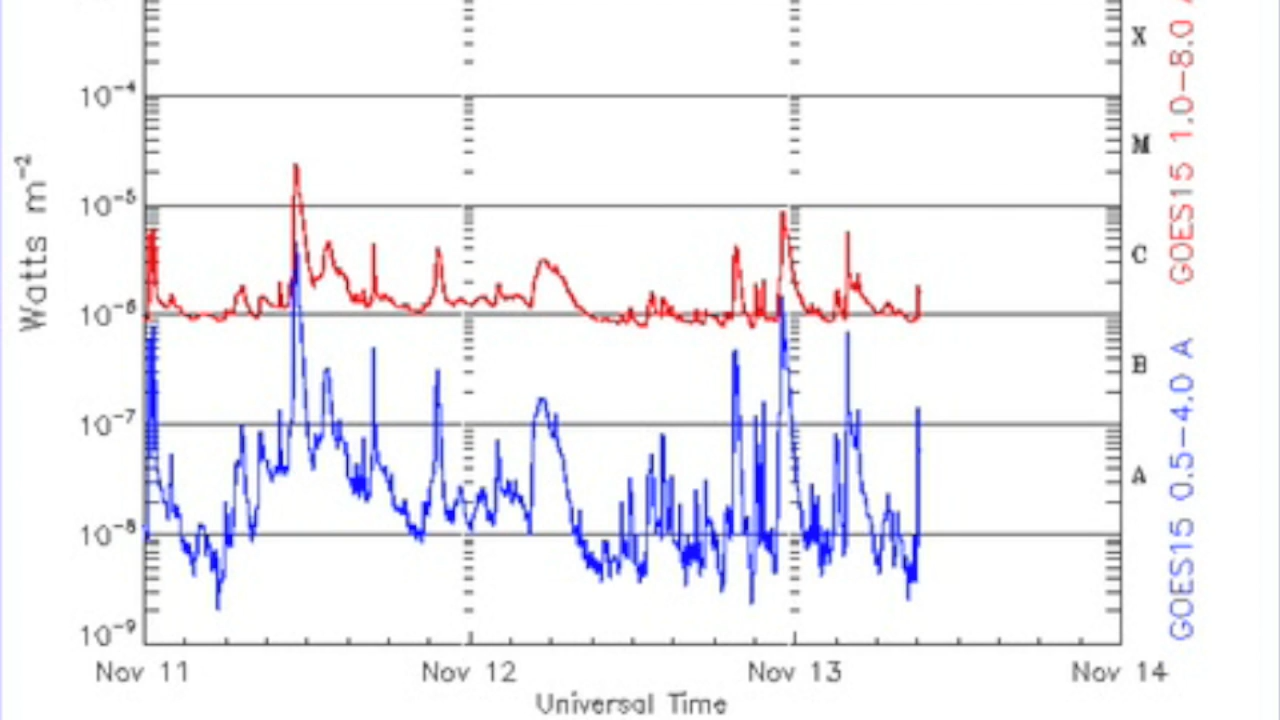 X
10⁻⁴
M
10⁻⁵
C
10⁻⁶
B
10⁻⁷
A
10⁻⁸
10⁻⁹
Watts m⁻²
GOES15 1.0-8.0
GOES15 0.5-4.0 A
Nov 11 Nov 12 Nov 13 Nov 14
Universal Time